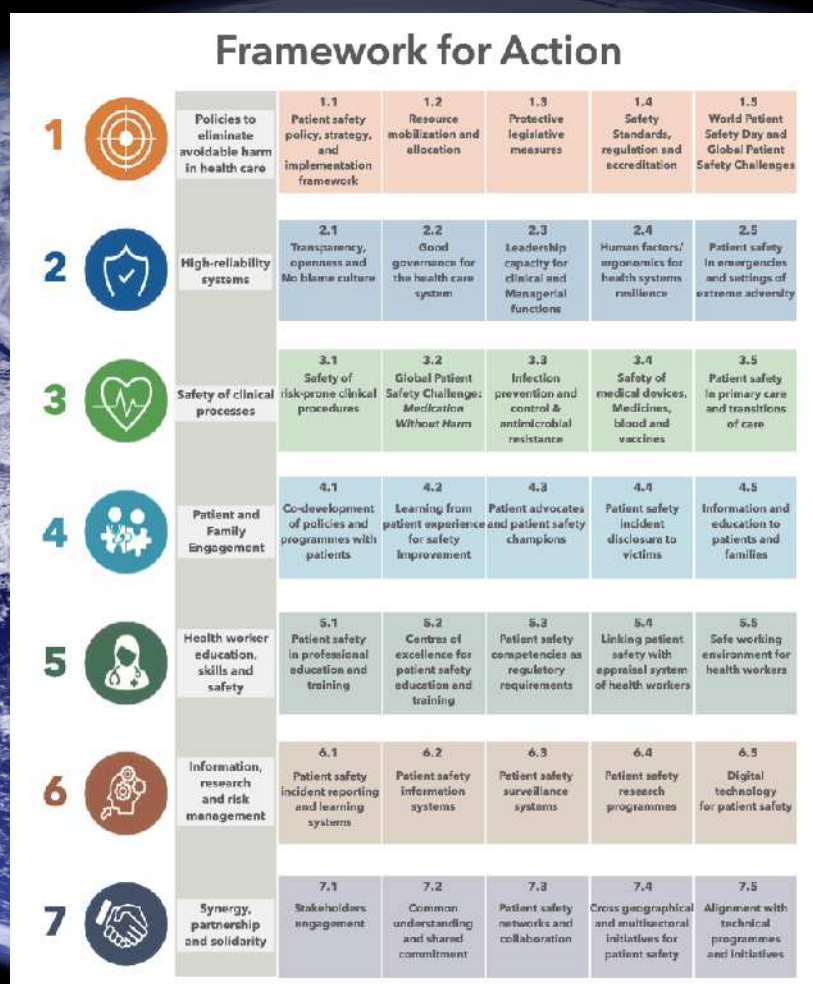 Framework for Action
1
Policies to
eliminate
avoidable harm
in health care
1.1
Patient safety
policy, strategy,
and
implementation
framework
1.2
Resource
mobilization and
allocation
1.3
Protective
legislative
measures
1.4
Safety
Standards,
regulation and
accreditation
1.5
World Patient
Safety Day and
Global Patient
Safety Challenges
2
High-reliability
systems
2.1
Transparency,
openness and
No blame culture
2.2
Good
governance for
the health care
system
2.3
Leadership
capacity for
clinical and
Managerial
functions
2.4
Human factors/
ergonomics for
health systems
resilience
2.5
Patient safety
in emergencies
and settings of
extreme adversity
3
Safety of clinical
processes
3.1
Safety of
risk-prone clinical
procedures
3.2
Global Patient
Safety Challenge:
Medication
Without Harm
3.3
Infection
prevention and
control &
antimicrobial
resistance
3.4
Safety of
medical devices,
Medicines,
blood and
vaccines
3.5
Patient safety
in primary care
and transitions
of care
4
Patient and
Family
Engagement
4.1
Co-development
of policies and
programmes with
patients
4.2
Learning from
patient experience
for safety
improvement
4.3
Patient advocates
and patient safety
champions
4.4
Patient safety
incident
disclosure to
victims
4.5
Information and
education to
patients and
families
5
Health worker
education,
skills and
safety
5.1
Patient safety
in professional
education and
training
5.2
Centres of
excellence for
patient safety
education and
training
5.3
Patient safety
competencies as
regulatory
requirements
5.4
Linking patient
safety with
appraisal system
of health workers
5.5
Safe working
environment for
health workers
6
Information,
research
and risk
management
6.1
Patient safety
incident reporting
and learning
systems
6.2
Patient safety
information
systems
6.3
Patient safety
surveillance
systems
6.4
Patient safety
research
programmes
6.5
Digital
technology
for patient safety
7
Synergy,
partnership
and solidarity
7.1
Stakeholders
engagement
7.2
Common
understanding
and shared
commitment
7.3
Patient safety
networks and
collaboration
7.4
Cross geographical
and multisectoral
initiatives for
patient safety
7.5
Alignment with
technical
programmes
and initiatives